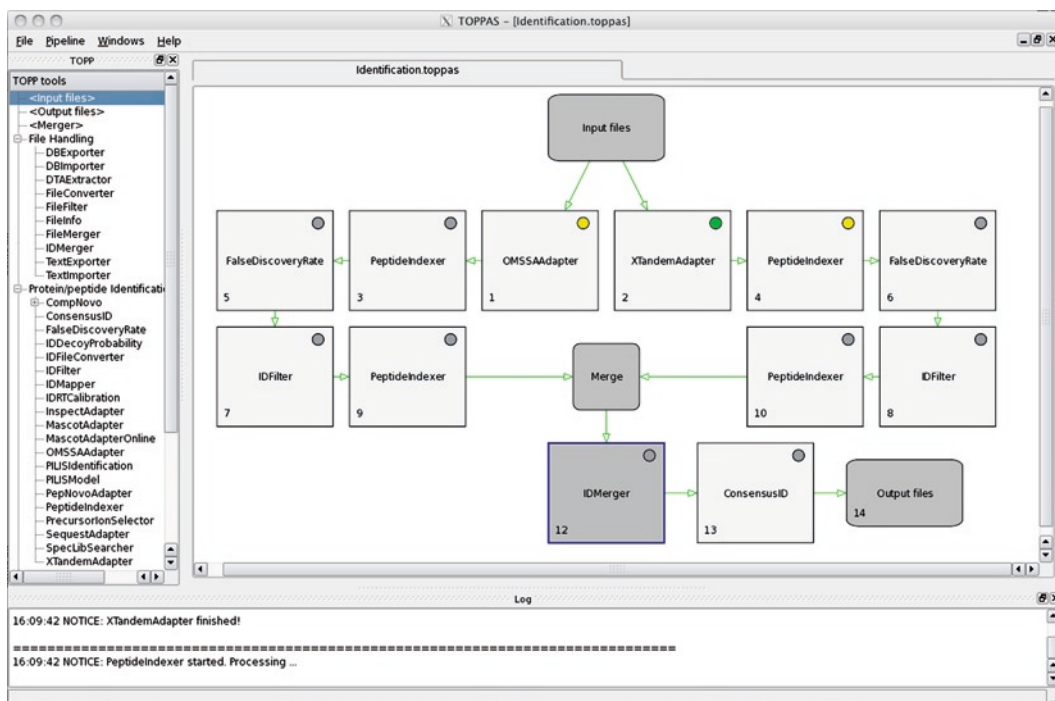 TOPPAS - [Identification.toppas]
File Pipeline Windows Help
TOPP
TOPP tools
<Input files>
<Output files>
<Merger>
File Handling
DBExporter
DBImporter
DTAExtractor
FileConverter
FileFilter
FileInfo
FileMerger
IDMerger
TextExporter
TextImporter
Protein/peptide Identificati
CompNovo
ConsensusID
FalseDiscoveryRate
IDDecoyProbability
IDFileConverter
IDFilter
IDMapper
IDRTCalibration
InspectAdapter
MascotAdapter
MascotAdapterOnline
OMSSAAdapter
PILISIdentification
PILISModel
PepNovoAdapter
PeptideIndexer
PrecursorIonSelector
SequestAdapter
SpecLibSearcher
XTandemAdapter
Identification.toppas
Input files
FalseDiscoveryRate
5
PeptideIndexer
3
OMSSAAdapter
1
XTandemAdapter
2
PeptideIndexer
4
FalseDiscoveryRate
6
IDFilter
7
PeptideIndexer
9
Merge
PeptideIndexer
10
IDFilter
8
IDMerger
12
ConsensusID
13
Output files
14
Log
16:09:42 NOTICE: XTandemAdapter finished!
==============================================================================
16:09:42 NOTICE: PeptideIndexer started. Processing ...